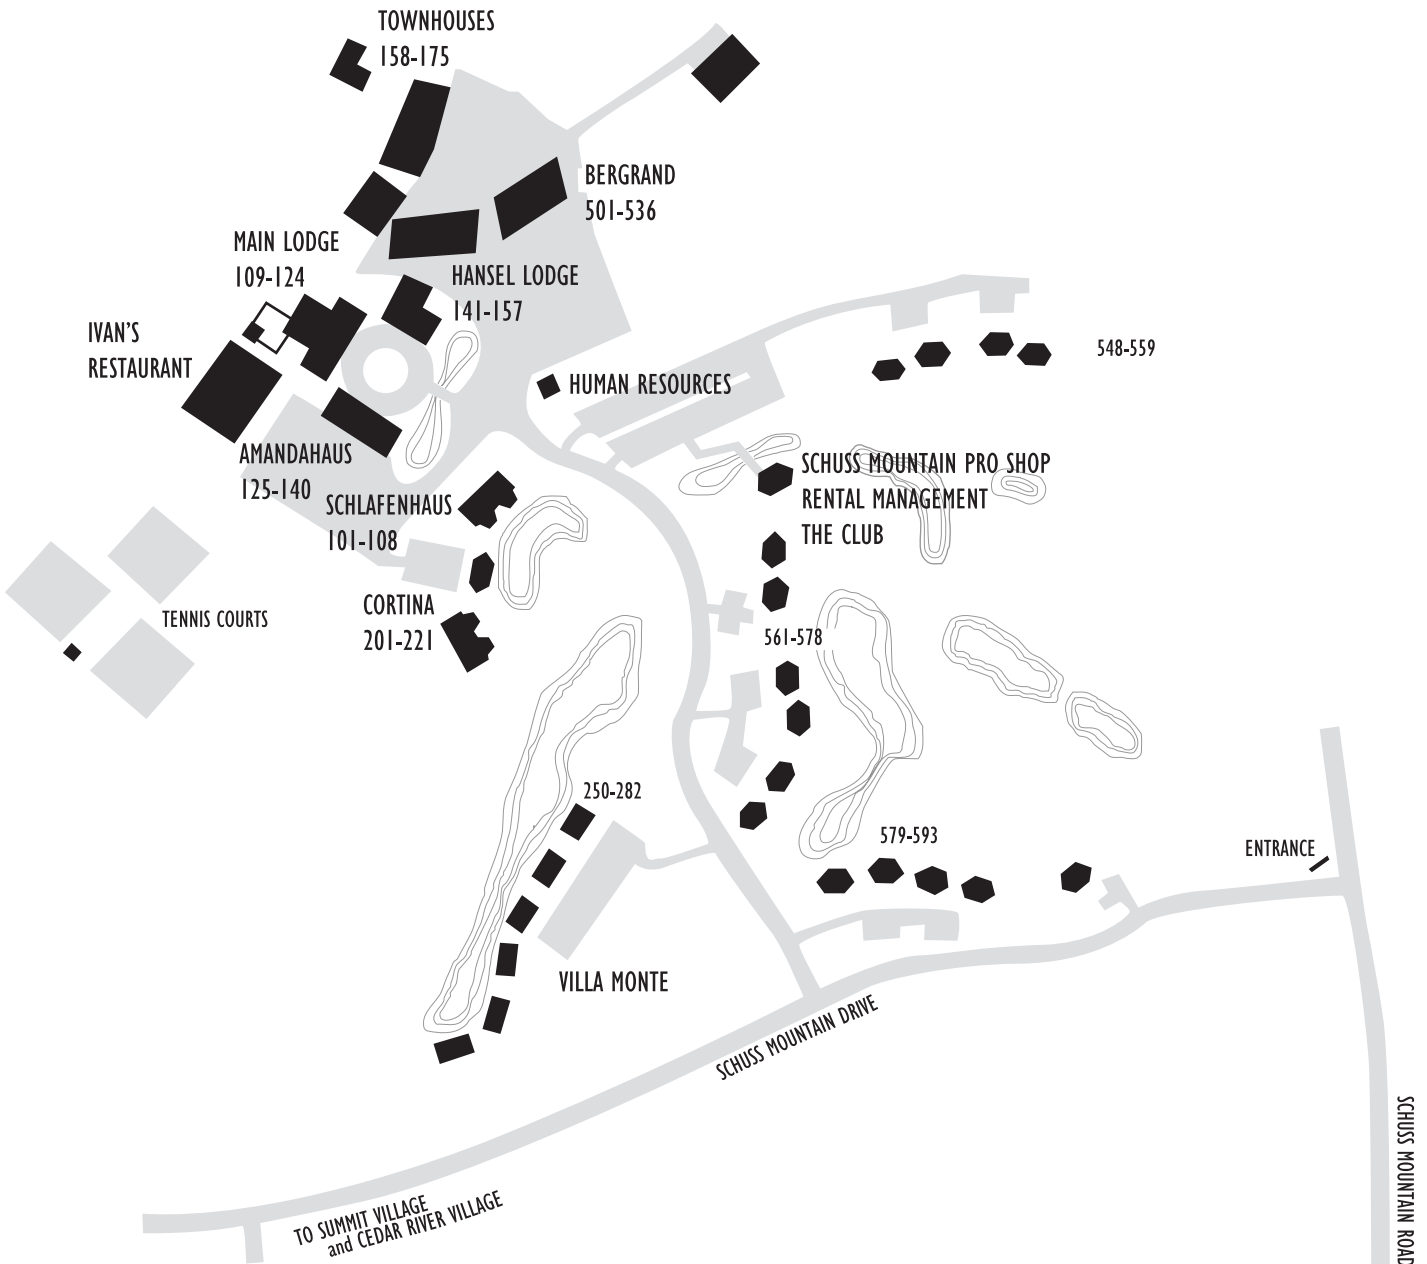 TOWNHOUSES
158-175
BERGRAND
501-536
MAIN LODGE
109-124
HANSEL LODGE
141-157
IVAN'S
RESTAURANT
548-559
HUMAN RESOURCES
AMANDAHAUS
125-140
SCHUSS MOUNTAIN PRO SHOP
RENTAL MANAGEMENT
THE CLUB
SCHLAFENHAUS
101-108
CORTINA
201-221
TENNIS COURTS
561-578
250-282
579-593
ENTRANCE
VILLA MONTE
SCHUSS MOUNTAIN DRIVE
SCHUSS MOUNTAIN ROAD
TO SUMMIT VILLAGE
and CEDAR RIVER VILLAGE